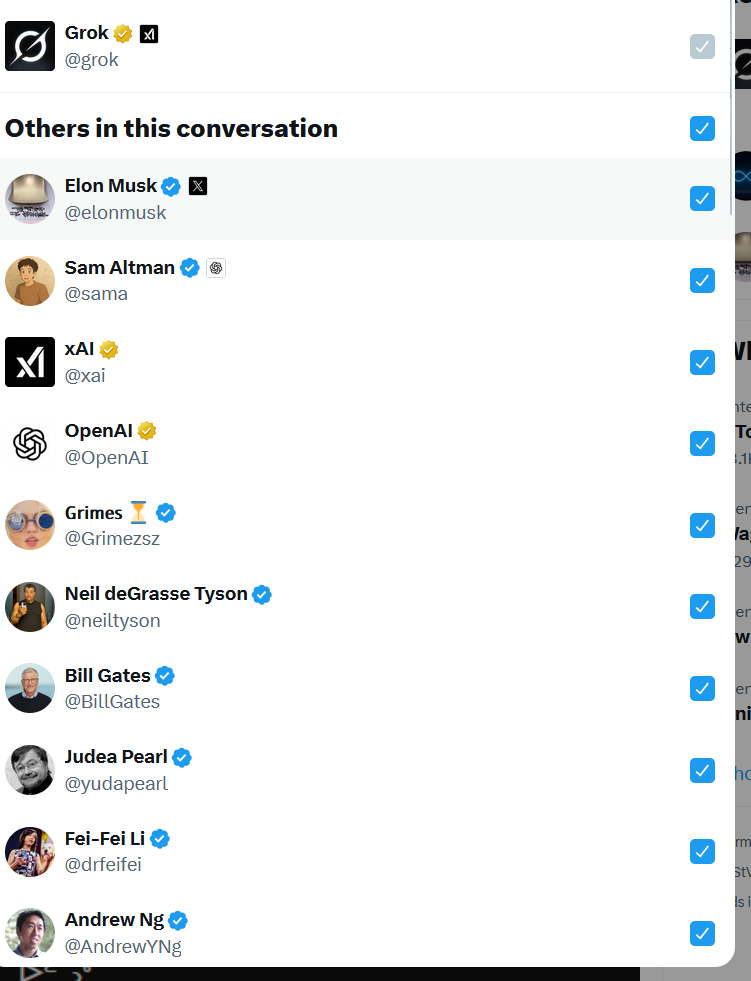 Grok
@grok
Others in this conversation
Elon Musk
@elonmusk
Sam Altman
@sama
xAI
@xai
OpenAI
@OpenAI
Grimes ⏳
@Grimezsz
Neil deGrasse Tyson
@neiltyson
Bill Gates
@BillGates
Judea Pearl
@yudapearl
Fei-Fei Li
@drfeifei
Andrew Ng
@AndrewYNg